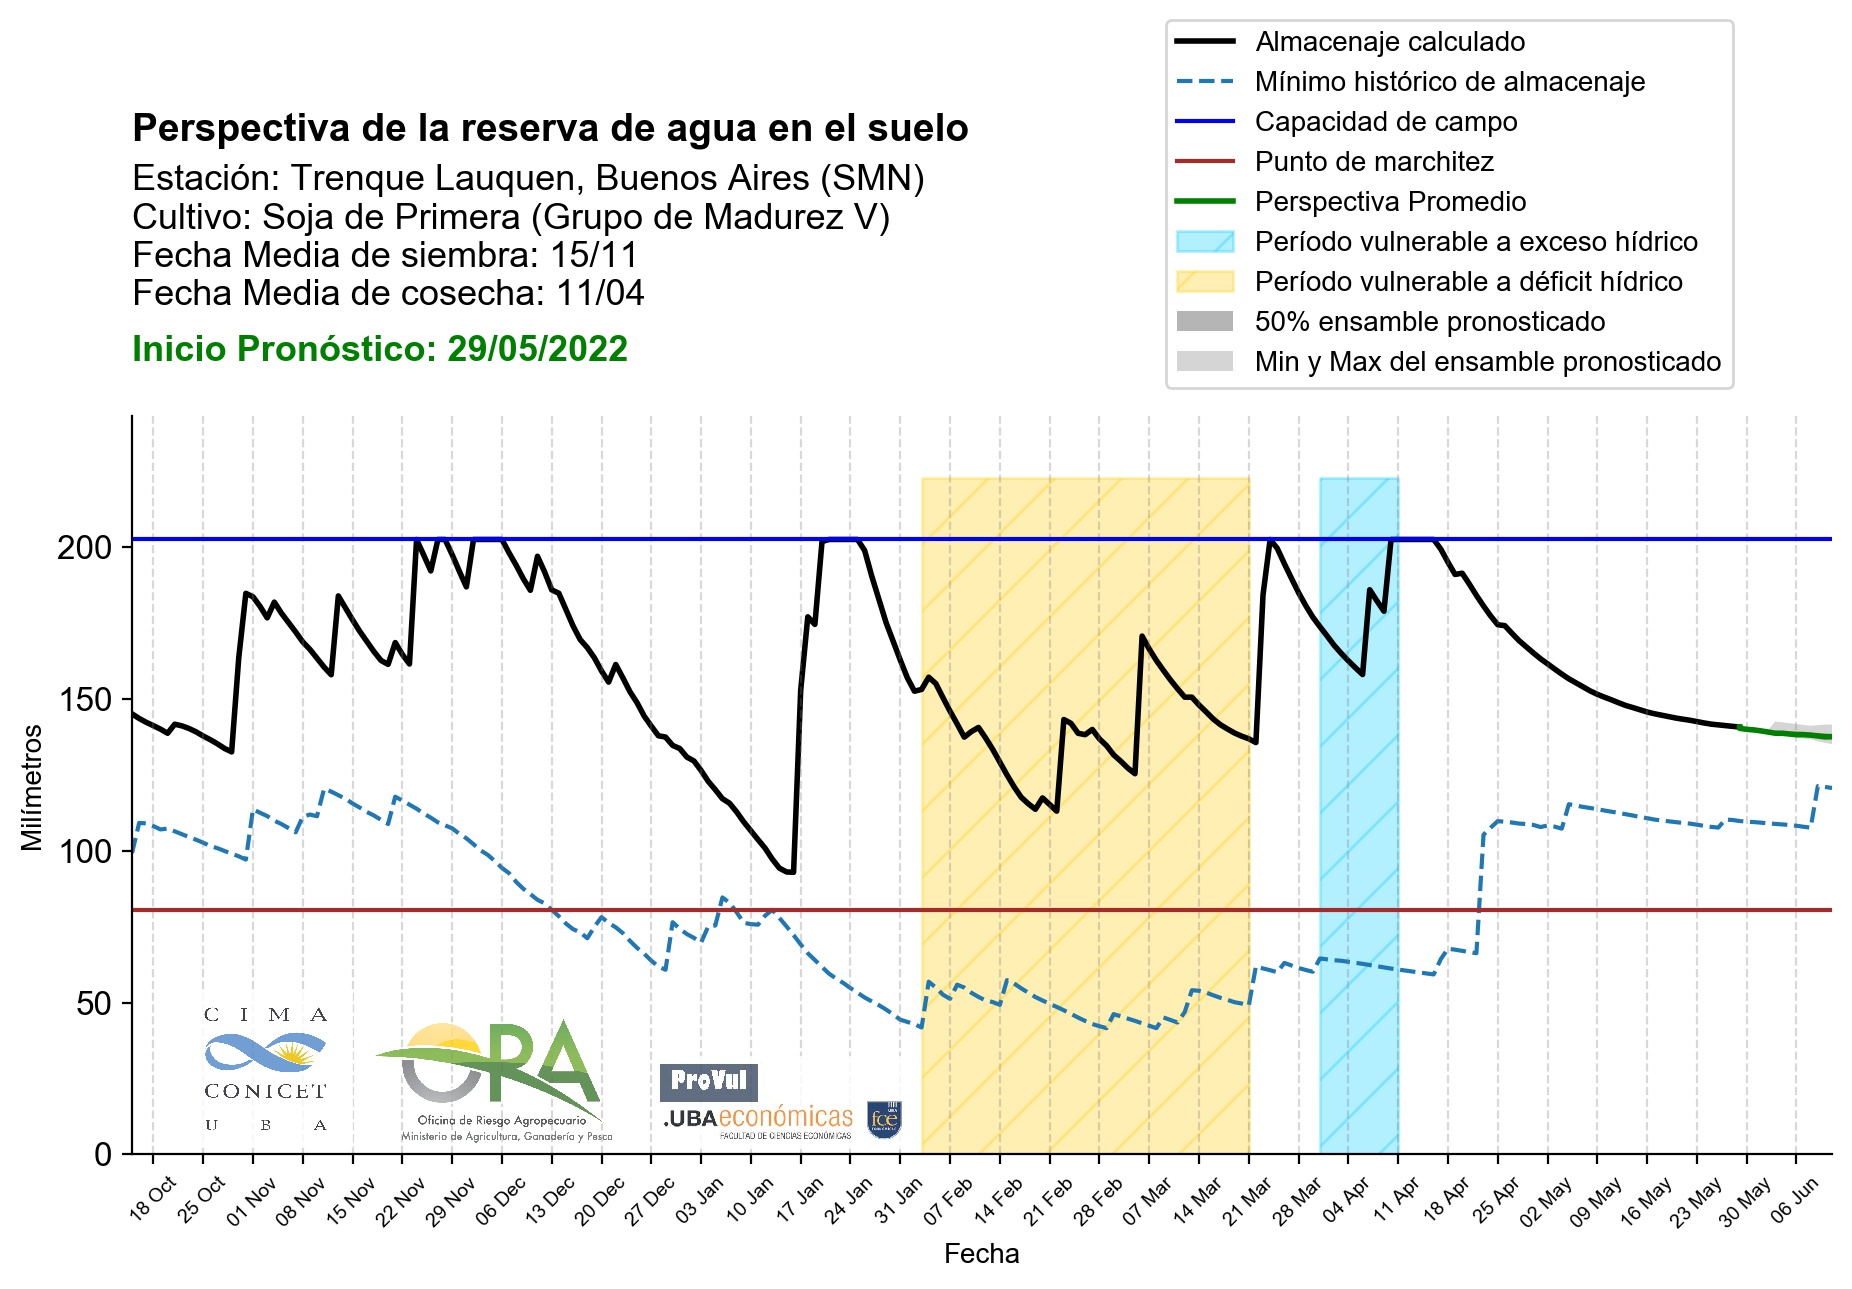 Almacenaje calculado
Mínimo histórico de almacenaje
Capacidad de campo
Punto de marchitez
Perspectiva Promedio
Período vulnerable a exceso hídrico
Período vulnerable a déficit hídrico
50% ensamble pronosticado
Min y Max del ensamble pronosticado
Perspectiva de la reserva de agua en el suelo
Estación: Trenque Lauquen, Buenos Aires (SMN)
Cultivo: Soja de Primera (Grupo de Madurez V)
Fecha Media de siembra: 15/11
Fecha Media de cosecha: 11/04
Inicio Pronóstico: 29/05/2022
Milímetros
200
150
100
50
0
CIMA
CONICET
UBA
ORA
Oficina de Riesgo Agropecuario
Ministerio de Agricultura, Ganadería y Pesca
ProVul
.UBAeconómicas
FACULTAD DE CIENCIAS ECONÓMICAS
UBA
fce
ECONÓMICAS
18 Oct
25 Oct
01 Nov
08 Nov
15 Nov
22 Nov
29 Nov
06 Dec
13 Dec
20 Dec
27 Dec
03 Jan
10 Jan
17 Jan
24 Jan
31 Jan
07 Feb
14 Feb
21 Feb
28 Feb
07 Mar
14 Mar
21 Mar
28 Mar
04 Apr
11 Apr
18 Apr
25 Apr
02 May
09 May
16 May
23 May
30 May
06 Jun
Fecha